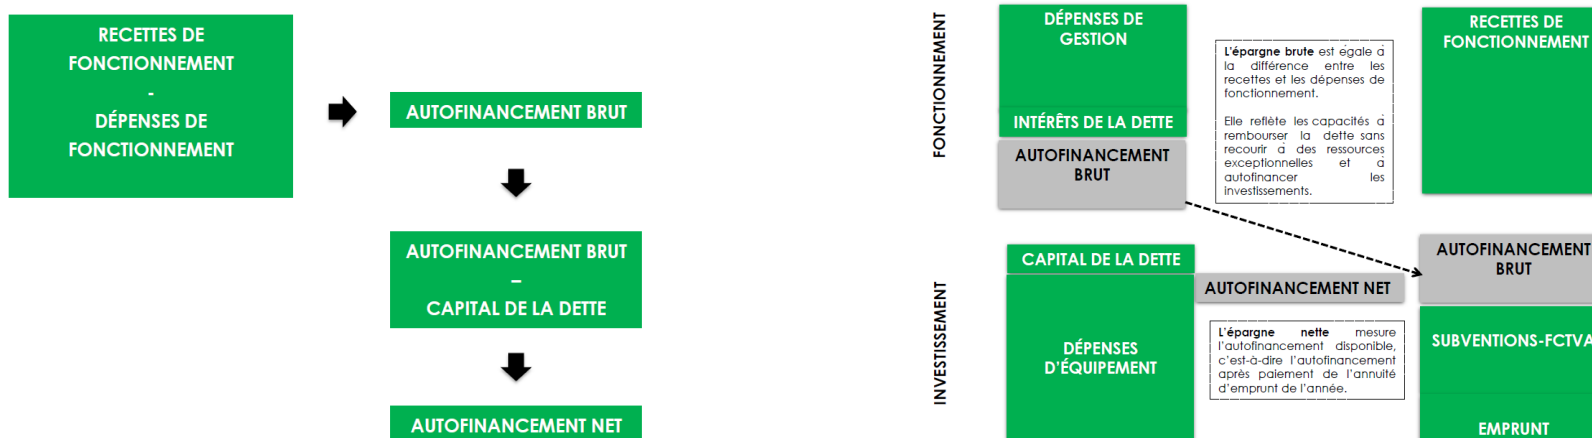 RECETTES DE
FONCTIONNEMENT
-
DÉPENSES DE
FONCTIONNEMENT
AUTOFINANCEMENT BRUT
AUTOFINANCEMENT BRUT
–
CAPITAL DE LA DETTE
AUTOFINANCEMENT NET
FONCTIONNEMENT
DÉPENSES DE
GESTION
INTÉRÊTS DE LA DETTE
AUTOFINANCEMENT
BRUT
L'épargne brute est égale à
la différence entre les
recettes et les dépenses de
fonctionnement.
Elle reflète les capacités à
rembourser la dette sans
recourir à des ressources
exceptionnelles et à
autofinancer les
investissements.
RECETTES DE
FONCTIONNEMENT
INVESTISSEMENT
CAPITAL DE LA DETTE
DÉPENSES
D'ÉQUIPEMENT
AUTOFINANCEMENT NET
L'épargne nette mesure
l'autofinancement disponible,
c'est-à-dire l'autofinancement
après paiement de l'annuité
d'emprunt de l'année.
AUTOFINANCEMENT
BRUT
SUBVENTIONS-FCTVA
EMPRUNT